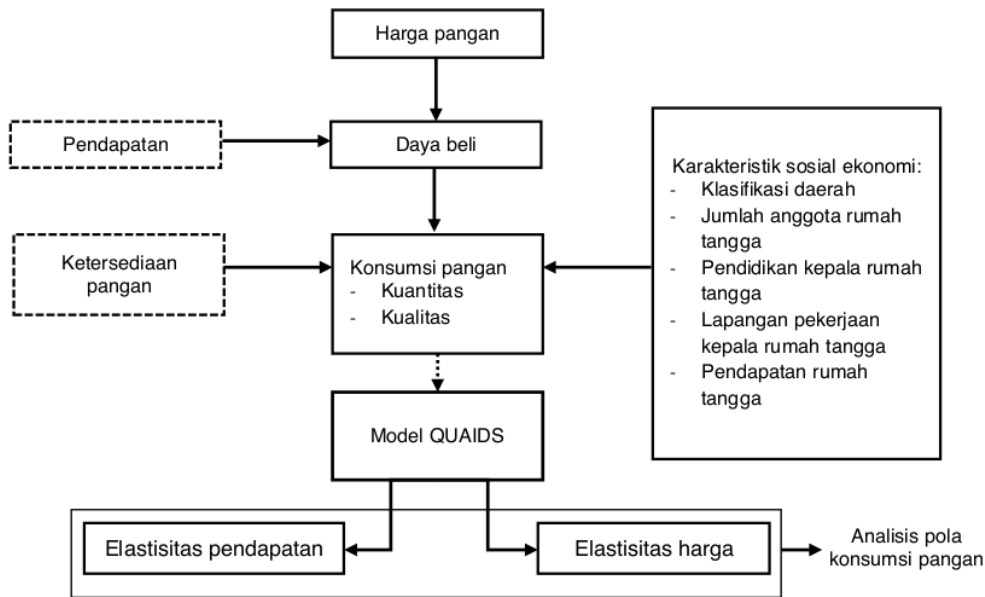 Harga pangan
Pendapatan
Daya beli
Ketersediaan
pangan
Konsumsi pangan
- Kuantitas
- Kualitas
Karakteristik sosial ekonomi:
- Klasifikasi daerah
- Jumlah anggota rumah
tangga
- Pendidikan kepala rumah
tangga
- Lapangan pekerjaan
kepala rumah tangga
- Pendapatan rumah
tangga
Model QUAIDS
Elastisitas pendapatan
Elastisitas harga
Analisis pola
konsumsi pangan